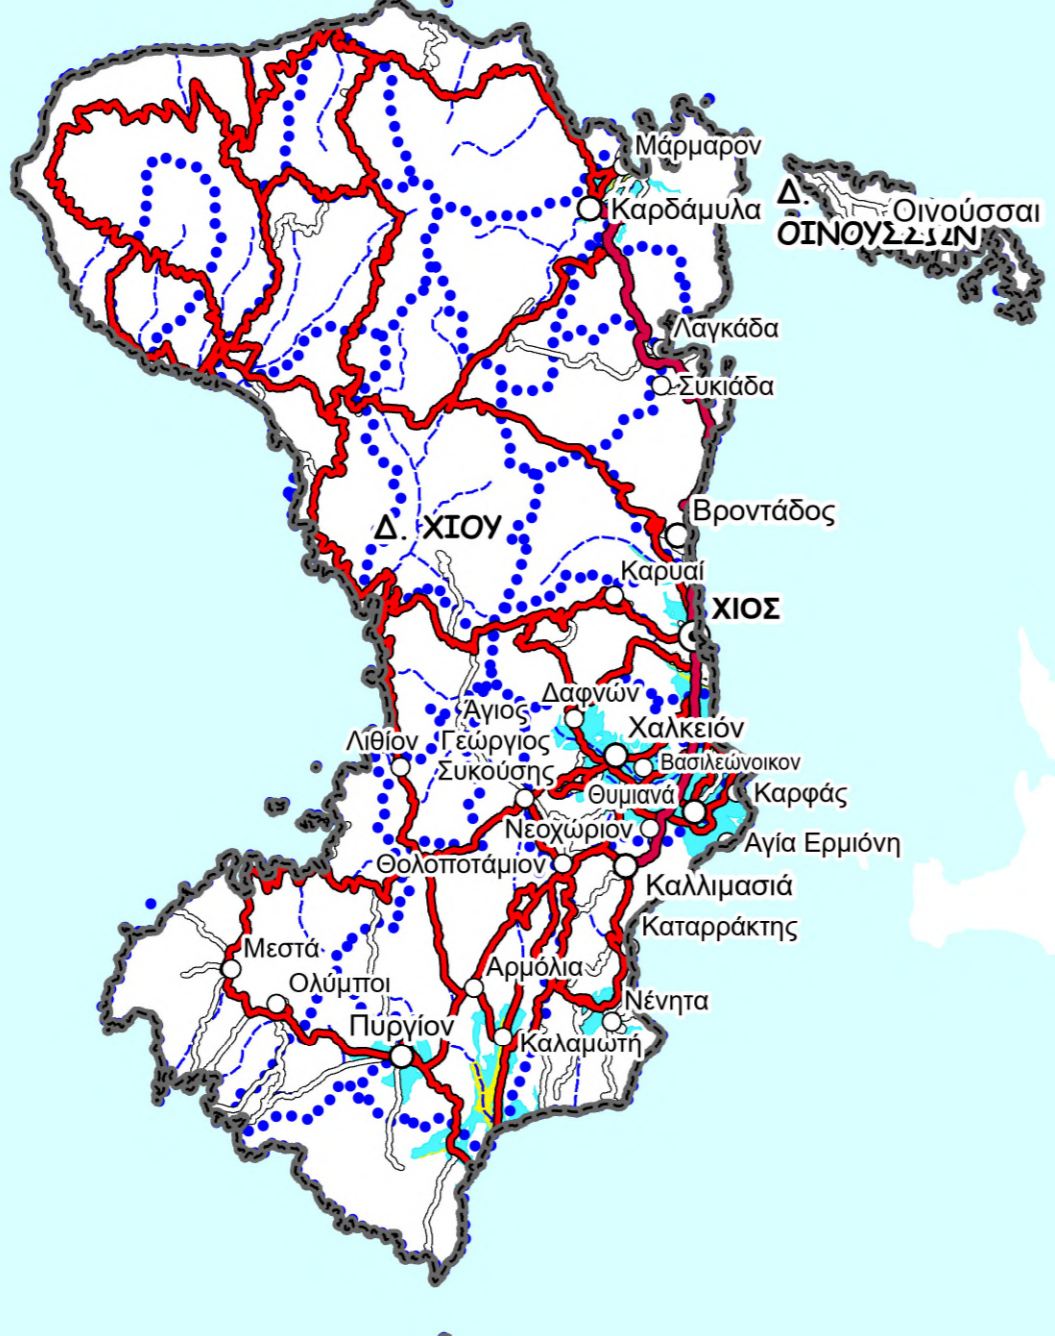 Μάρμαρον
Καρδάμυλα
Δ.
ΟΙΝΟΥΣΣΩΝ
Οινούσσαι
Λαγκάδα
Συκιάδα
Βροντάδος
Δ. ΧΙΟΥ
Καρυαί
ΧΙΟΣ
Δαφνών
Άγιος
Γεώργιος
Συκούσης
Χαλκειόν
Λιθίον
Βασιλεώνοικον
Θυμιανά
Καρφάς
Νεοχώριον
Αγία Ερμιόνη
Θολοποτάμιον
Καλλιμασιά
Καταρράκτης
Μεστά
Αρμόλια
Ολύμποι
Νένητα
Πυργίον
Καλαμωτή